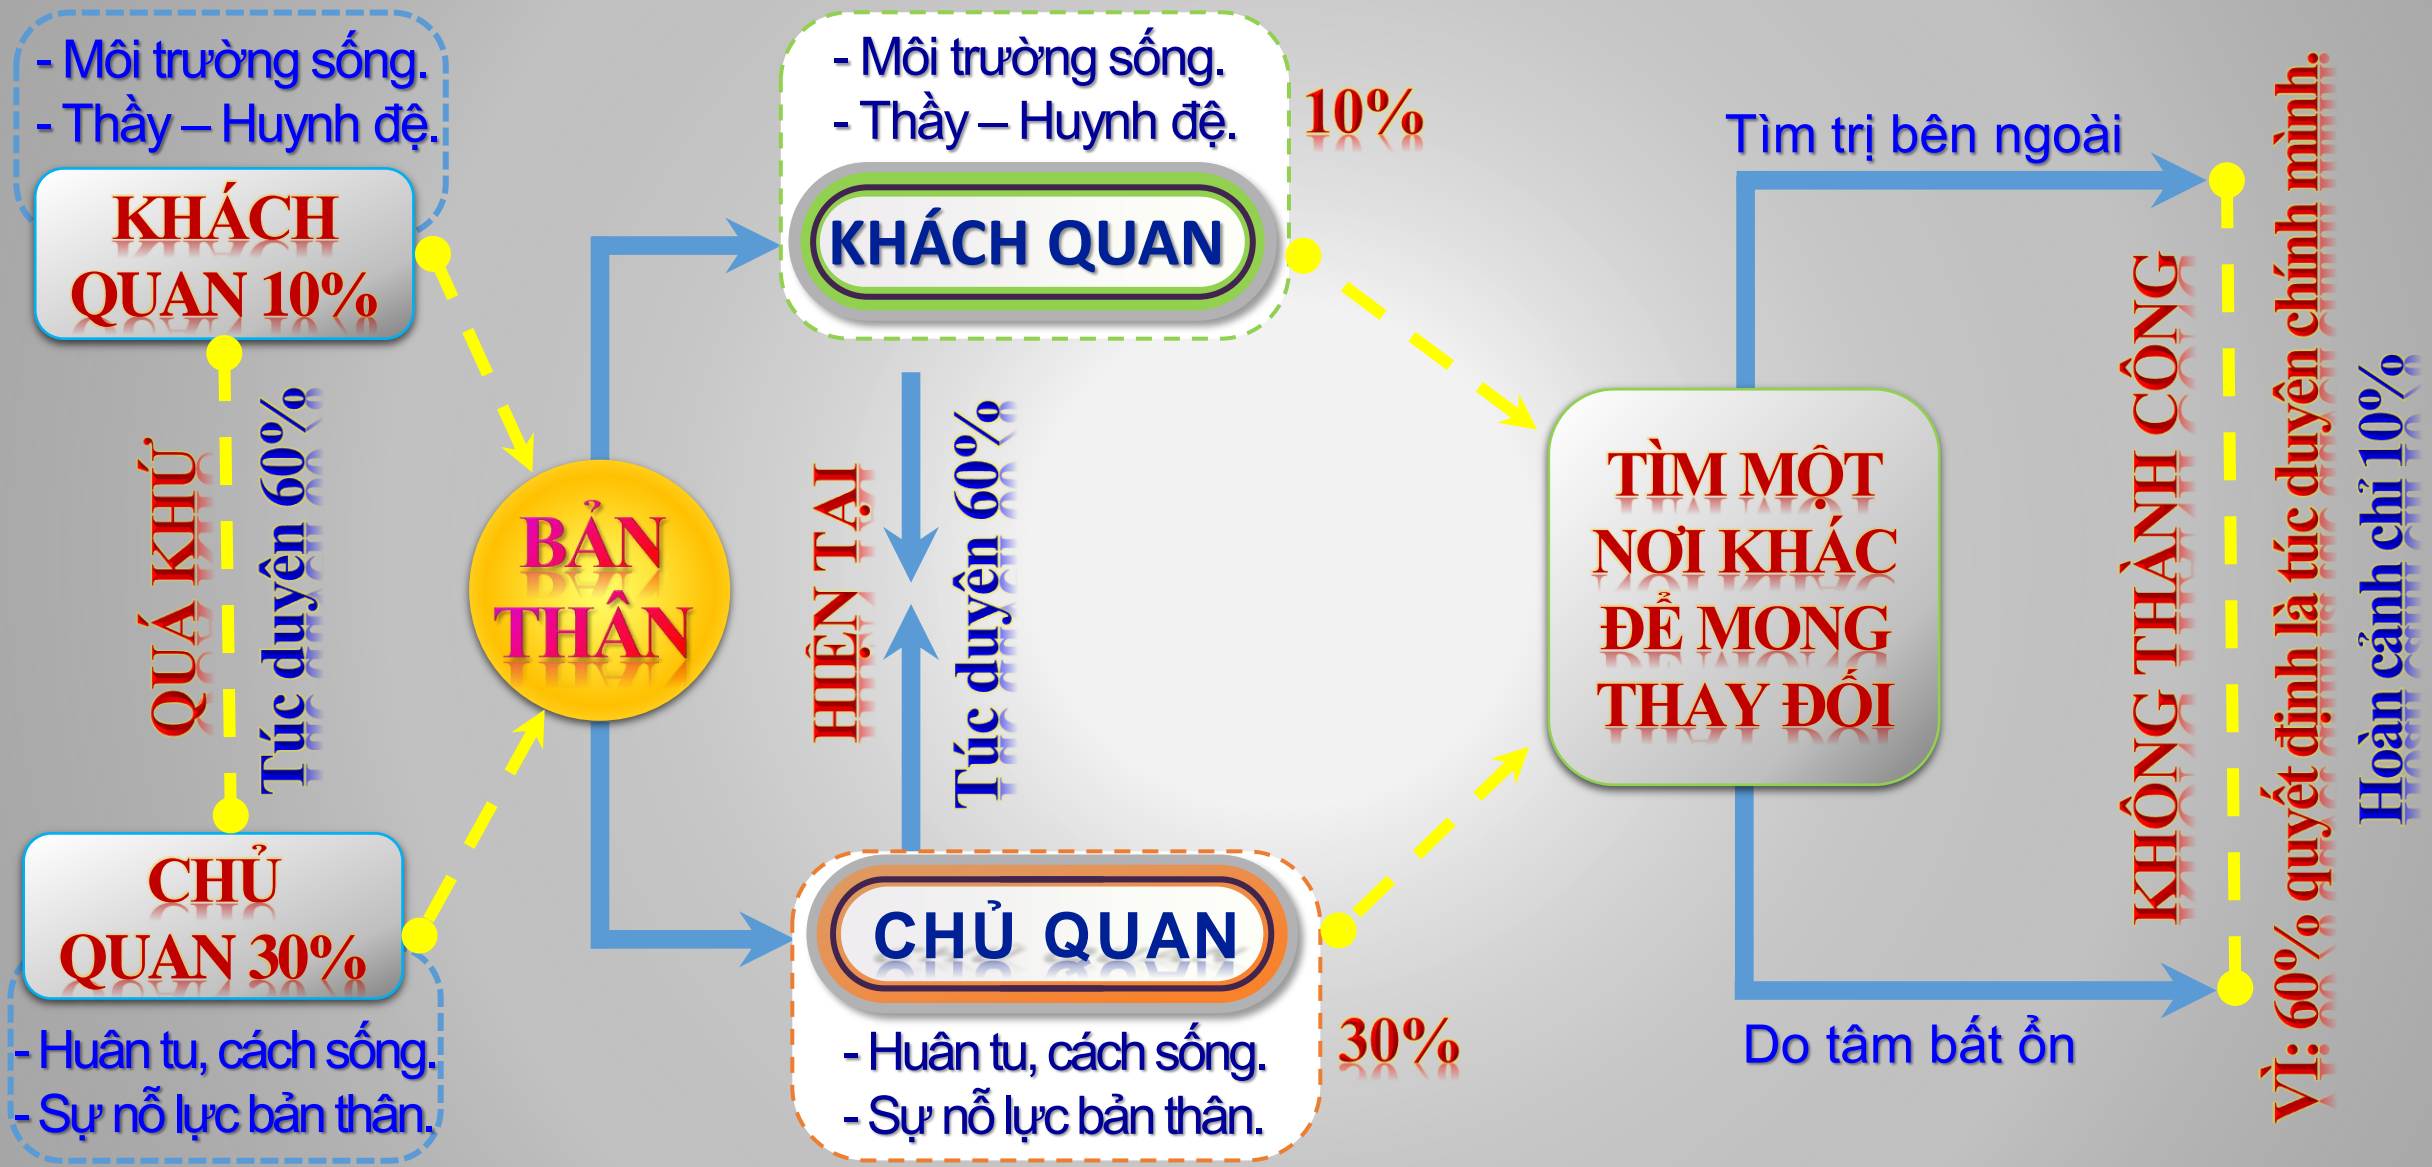 - Môi trường sống.
- Thầy – Huynh đệ.
KHÁCH
QUAN 10%
QUÁ KHỨ
Túc duyên 60%
CHỦ
QUAN 30%
- Huân tu, cách sống.
- Sự nỗ lực bản thân.
BẢN
THÂN
- Môi trường sống.
- Thầy – Huynh đệ.
10%
KHÁCH QUAN
HIỆN TẠI
Túc duyên 60%
CHỦ QUAN
- Huân tu, cách sống.
- Sự nỗ lực bản thân.
30%
TÌM MỘT
NƠI KHÁC
ĐỂ MONG
THAY ĐỔI
Tìm trị bên ngoài
Do tâm bất ổn
KHÔNG THÀNH CÔNG
VÌ: 60% quyết định là túc duyên chính mình.
Hoàn cảnh chỉ 10%